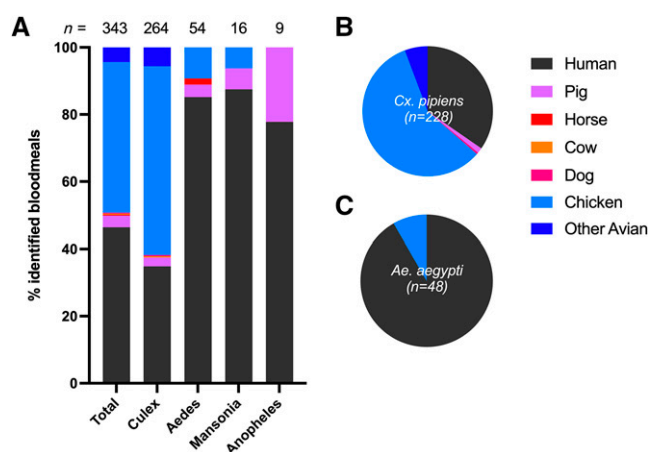 A
n = 343 264 54 16 9
% identified bloodmeals
100
80
60
40
20
0
Total
Culex
Aedes
Mansonia
Anopheles
B
Cx. pipiens
(n=228)
C
Ae. aegypti
(n=48)
Human
Pig
Horse
Cow
Dog
Chicken
Other Avian